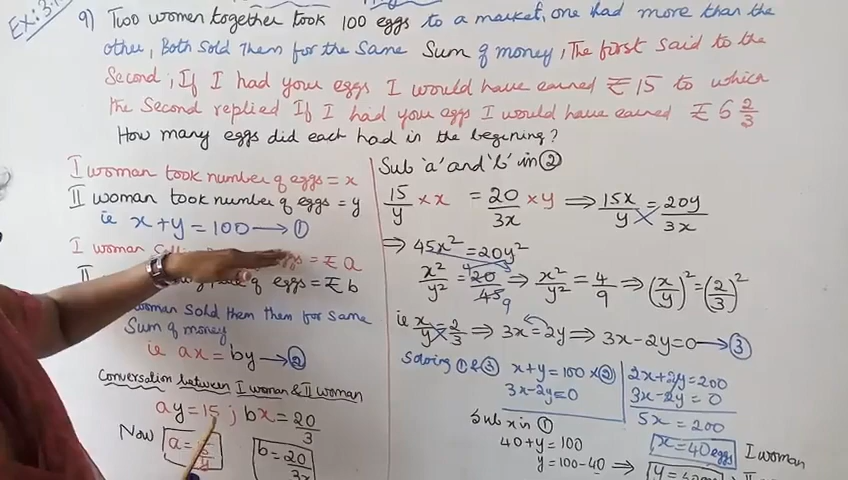 Ex:3.1
9) Two women together took 100 eggs to a market, one had more than the
other, Both sold them for the Same Sum of money, The first said to the
Second, If I had your eggs I would have earned ₹ 15 to which
the Second replied If I had your eggs I would have earned ₹ 6 2/3
How many eggs did each had in the begining?
I woman took number of eggs = x
II woman took number of eggs = y
ie x+y=100 → ①
I woman eggs = ₹ a
II of eggs = ₹ b
woman Sold them them for Same
Sum of money
ie ax = by → ②
Conversation between I woman & II woman
ay = 15 ; bx = 20/3
Now a = 15/y b = 20/3x
Sub 'a' and 'b' in ②
15/y × x = 20/3x × y ⇒ 15x/y = 20y/3x
⇒ 45x² = 20y²
x²/y² = 4 20/45 9 ⇒ x²/y² = 4/9 ⇒ (x/y)² = (2/3)²
ie x/y = 2/3 ⇒ 3x = 2y ⇒ 3x-2y=0 → ③
Solving ① & ③ x+y=100 ×② 2x+2y=200
3x-2y=0 3x-2y=0
5x = 200
Sub x in ① x=40 eggs I woman
40+y=100
y=100-40 ⇒ y=